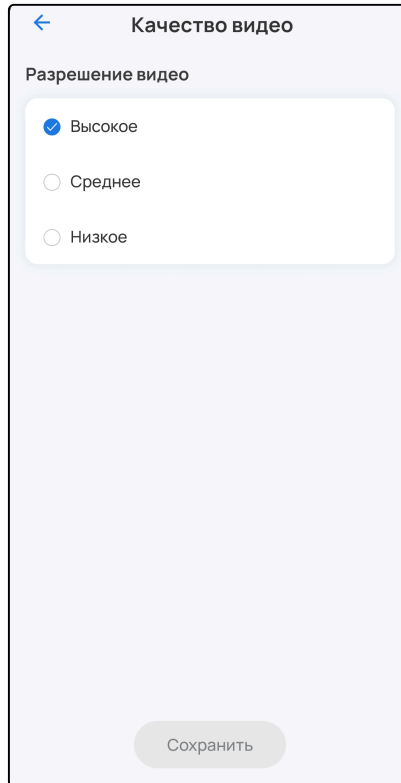 Качество видео
Разрешение видео
Высокое
Среднее
Низкое
Сохранить